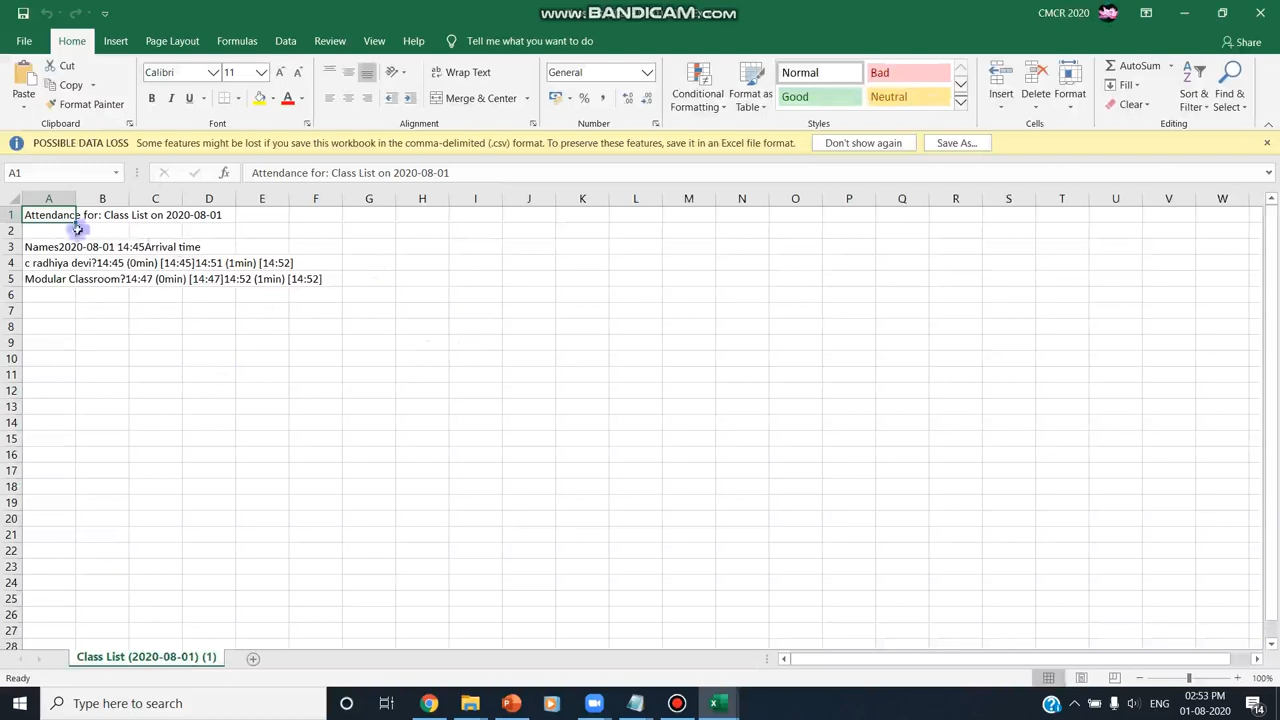 www.BANDICAM.com
CMCR 2020
File Home Insert Page Layout Formulas Data Review View Help Tell me what you want to do Share
Paste
Cut
Copy
Format Painter
Clipboard
Calibri 11
B I U A
Font
Wrap Text
Merge & Center
Alignment
General
Number
Conditional Formatting
Format as Table
Normal Bad
Good Neutral
Styles
Insert Delete Format
Cells
AutoSum
Fill
Clear
Sort & Filter
Find & Select
Editing
POSSIBLE DATA LOSS Some features might be lost if you save this workbook in the comma-delimited (.csv) format. To preserve these features, save it in an Excel file format. Don't show again Save As...
A1 fx Attendance for: Class List on 2020-08-01
A B C D E F G H I J K L M N O P Q R S T U V W
1 Attendance for: Class List on 2020-08-01
2
3 Names2020-08-01 14:45Arrival time
4 c radhiya devi?14:45 (0min) [14:45]14:51 (1min) [14:52]
5 Modular Classroom?14:47 (0min) [14:47]14:52 (1min) [14:52]
6
7
8
9
10
11
12
13
14
15
16
17
18
19
20
21
22
23
24
25
26
27
28
Class List (2020-08-01) (1)
Ready 100%
Type here to search
ENG
02:53 PM
01-08-2020